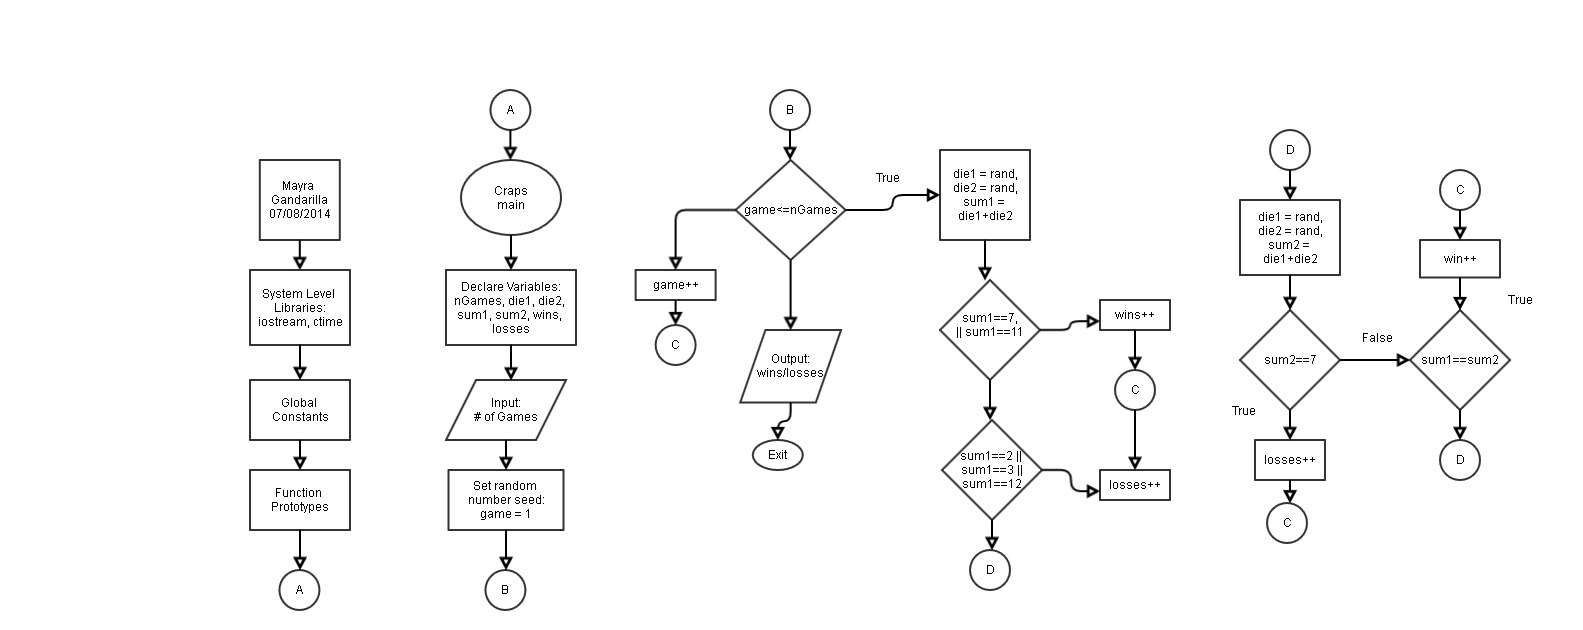 Mayra
Gandarilla
07/08/2014
System Level
Libraries:
iostream, ctime
Global
Constants
Function
Prototypes
A
A
Craps
main
Declare Variables:
nGames, die1, die2,
sum1, sum2, wins,
losses
Input:
# of Games
Set random
number seed:
game = 1
B
B
game<=nGames
True
game++
C
Output:
wins/losses
Exit
die1 = rand,
die2 = rand,
sum1 =
die1+die2
sum1==7,
|| sum1==11
wins++
C
sum1==2 ||
sum1==3 ||
sum1==12
losses++
D
D
die1 = rand,
die2 = rand,
sum2 =
die1+die2
sum2==7
False
True
losses++
C
C
win++
True
sum1==sum2
D